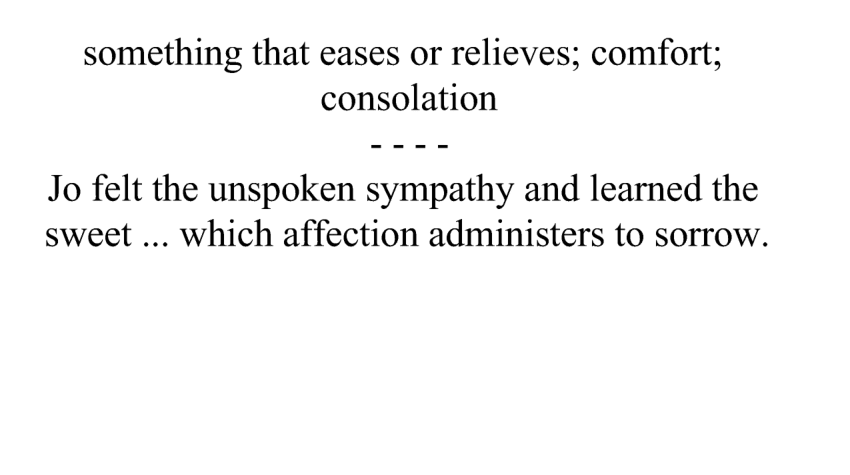 something that eases or relieves; comfort;
consolation
- - - -
Jo felt the unspoken sympathy and learned the
sweet ... which affection administers to sorrow.